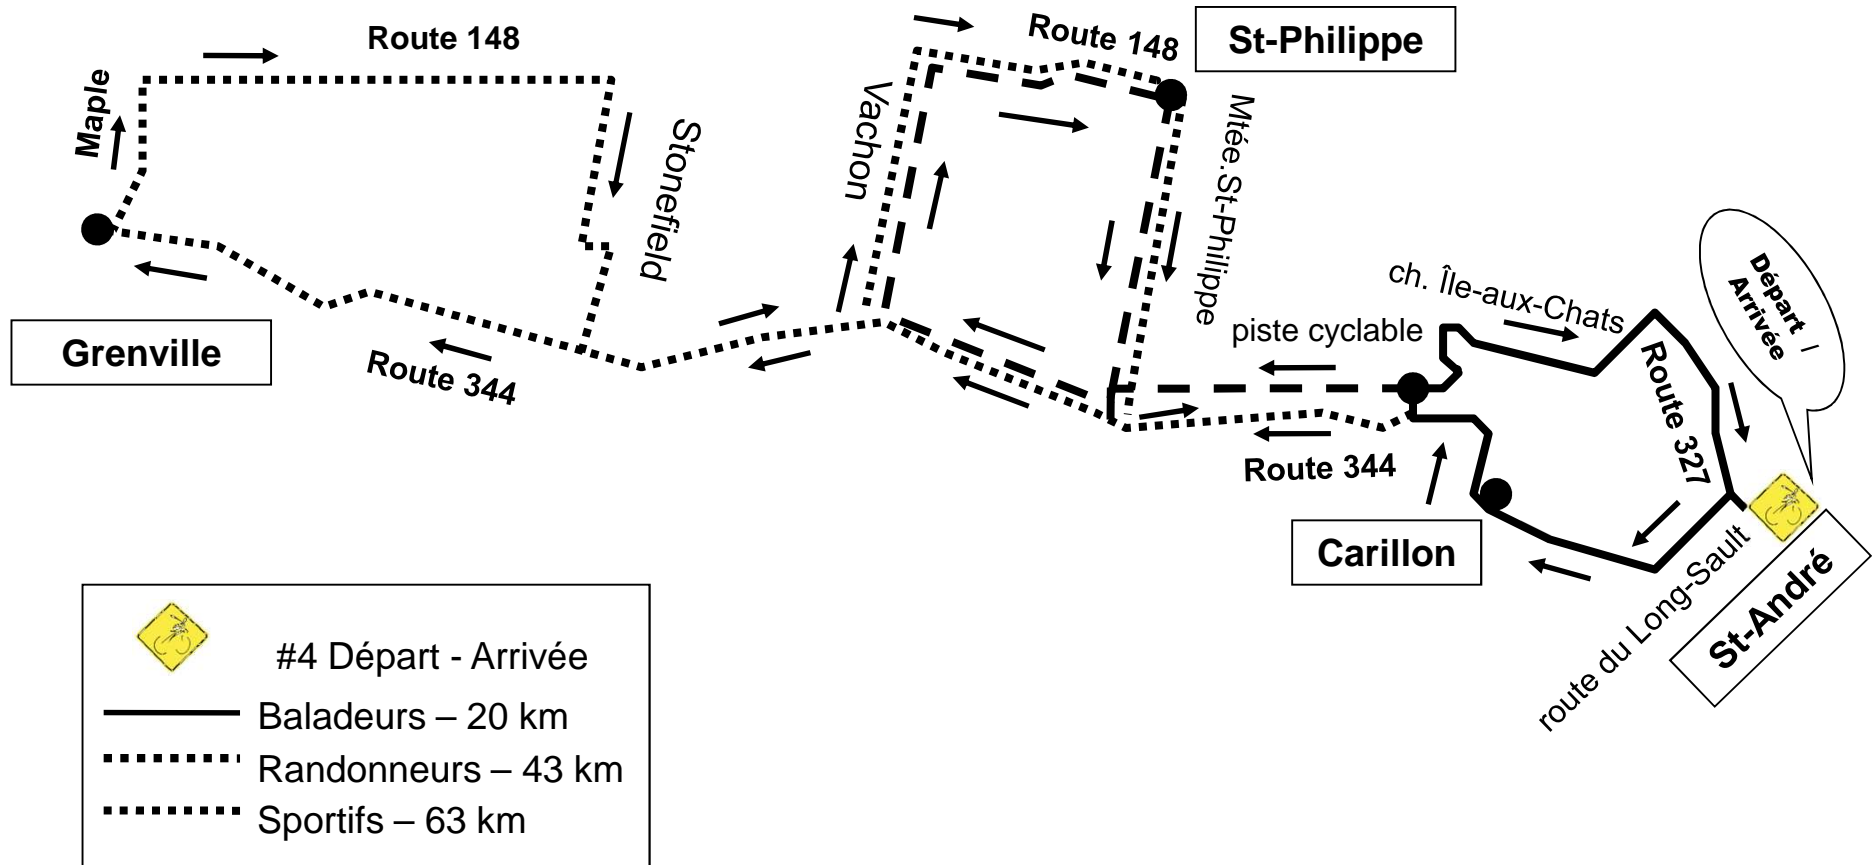 Route 148
Maple
Stonefield
Grenville
Route 344
Vachon
Route 148
St-Philippe
Mtée.St-Philippe
piste cyclable
ch. Île-aux-Chats
Route 327
Départ /
Arrivée
Route 344
Carillon
route du Long-Sault
St-André
#4 Départ - Arrivée
Baladeurs – 20 km
Randonneurs – 43 km
Sportifs – 63 km